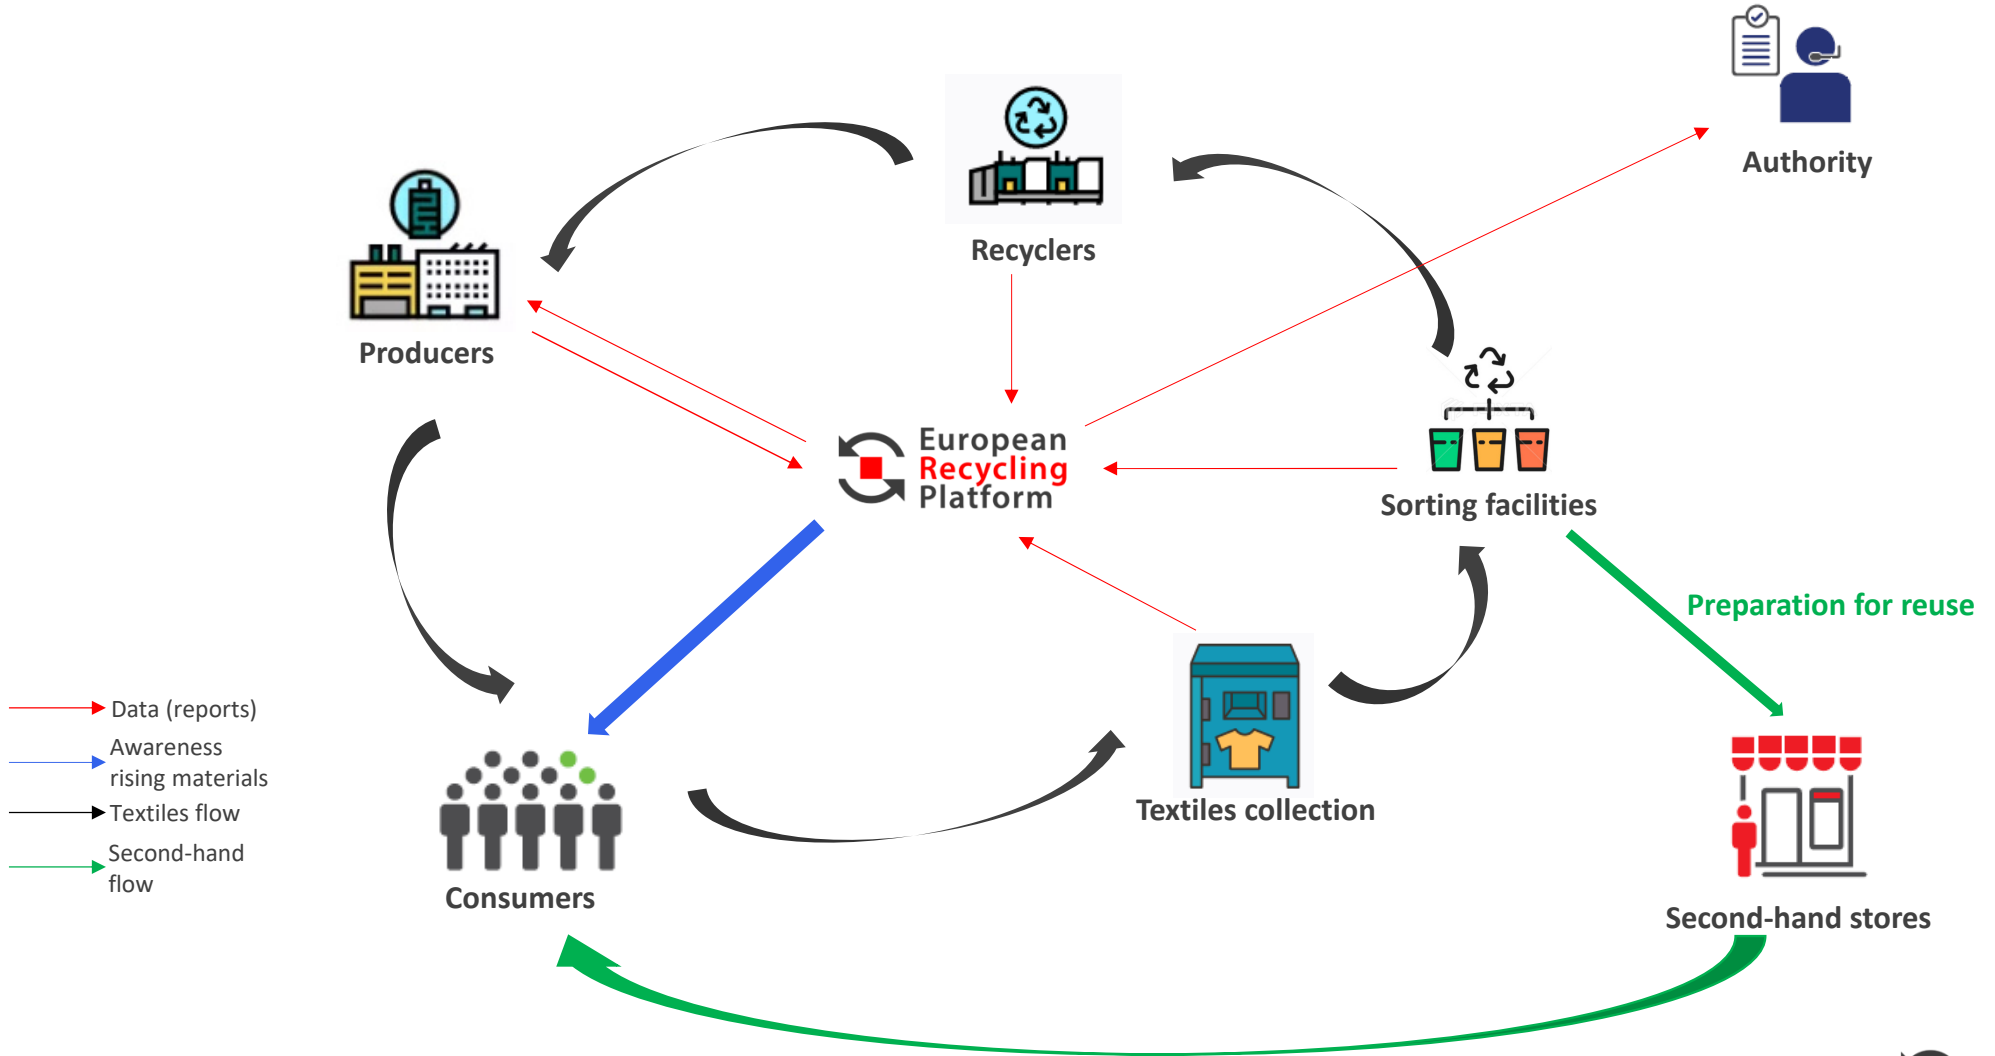 Authority
Recyclers
Producers
European
Recycling
Platform
Sorting facilities
Preparation for reuse
Data (reports)
Awareness
rising materials
Textiles flow
Second-hand
flow
Textiles collection
Consumers
Second-hand stores